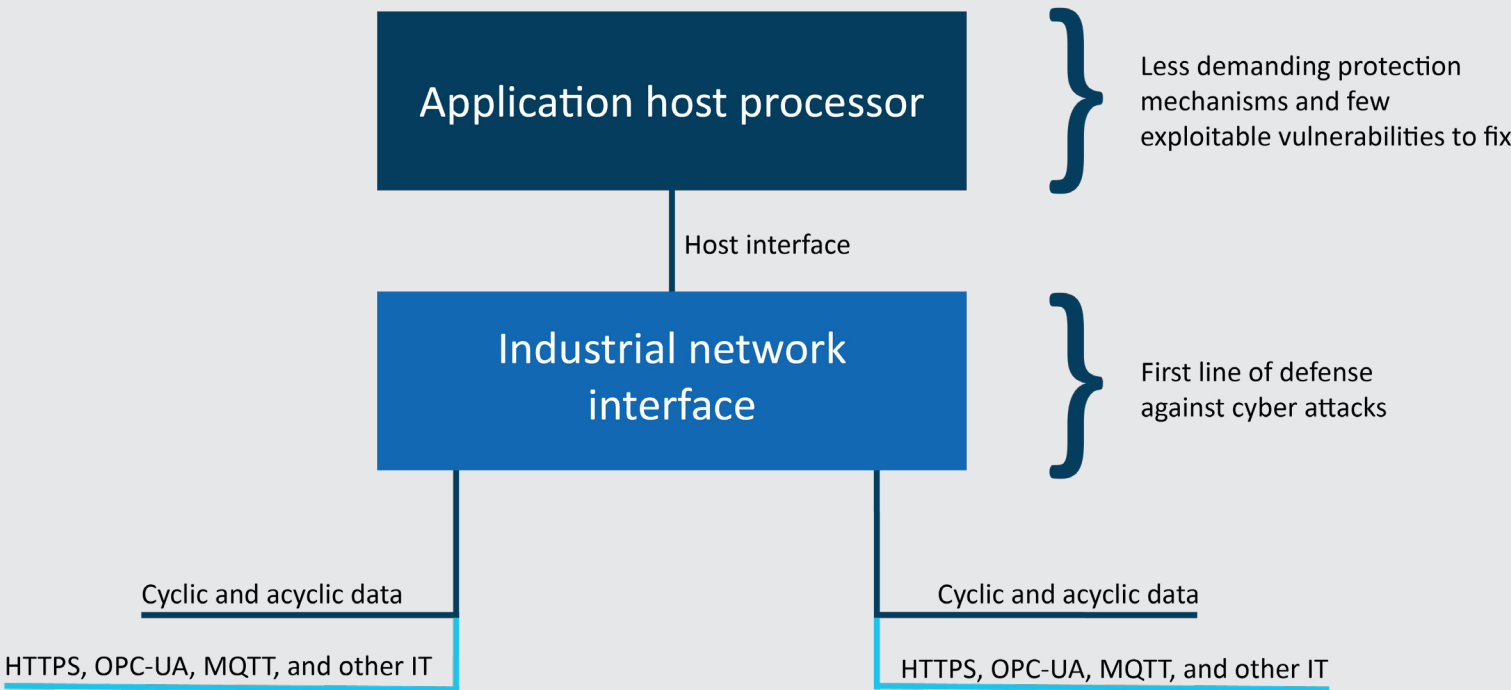 Application host processor
Less demanding protection
mechanisms and few
exploitable vulnerabilities to fix
Host interface
Industrial network
interface
First line of defense
against cyber attacks
Cyclic and acyclic data
Cyclic and acyclic data
HTTPS, OPC-UA, MQTT, and other IT
HTTPS, OPC-UA, MQTT, and other IT